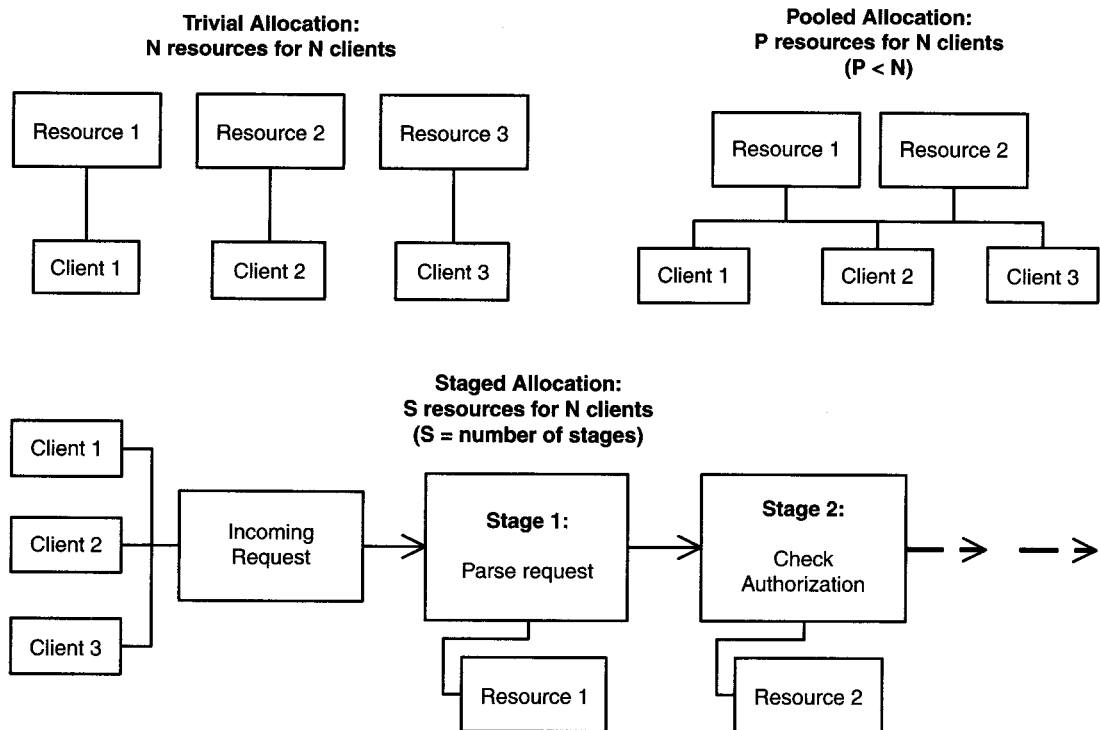 Trivial Allocation:
N resources for N clients
Resource 1
Resource 2
Resource 3
Client 1
Client 2
Client 3
Pooled Allocation:
P resources for N clients
(P < N)
Resource 1
Resource 2
Client 1
Client 2
Client 3
Staged Allocation:
S resources for N clients
(S = number of stages)
Client 1
Client 2
Client 3
Incoming
Request
Stage 1:
Parse request
Resource 1
Stage 2:
Check
Authorization
Resource 2